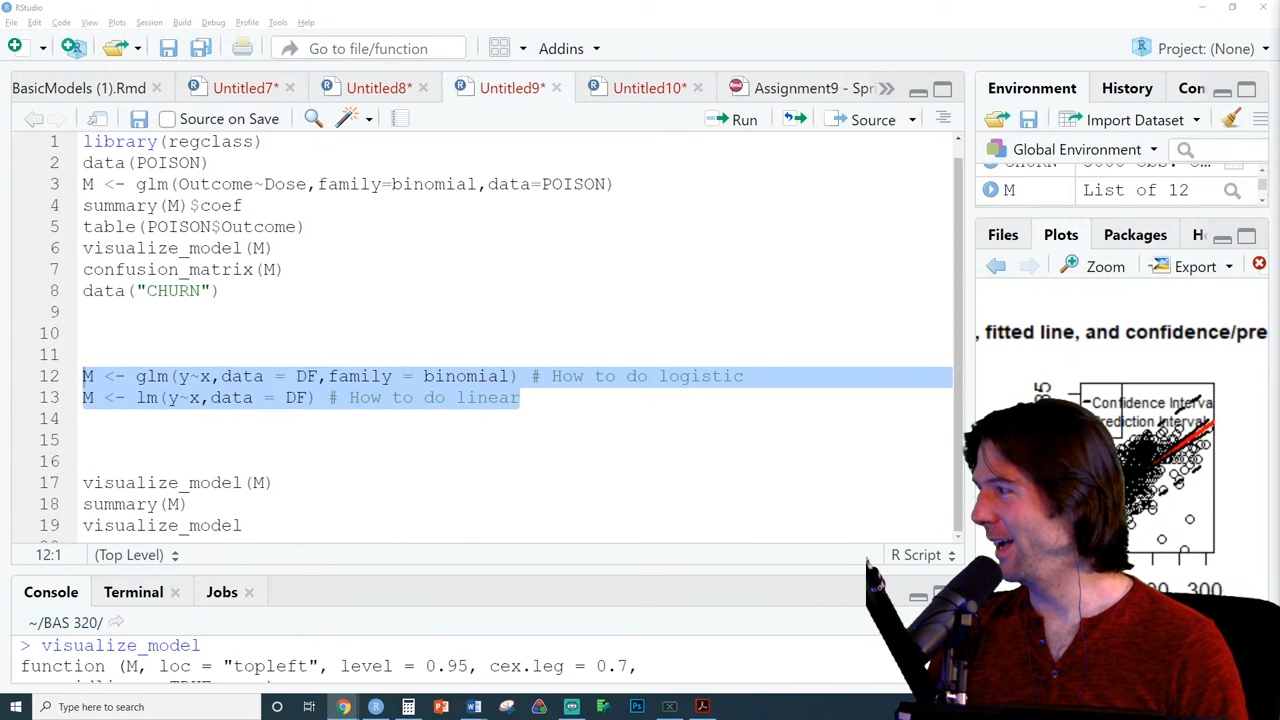 RStudio
File Edit Code View Plots Session Build Debug Profile Tools Help
Go to file/function Addins Project: (None)
BasicModels (1).Rmd Untitled7* Untitled8* Untitled9* Untitled10* Assignment9 - Spri
Source on Save Run Source
1 library(regclass)
2 data(POISON)
3 M <- glm(Outcome~Dose,family=binomial,data=POISON)
4 summary(M)$coef
5 table(POISON$Outcome)
6 visualize_model(M)
7 confusion_matrix(M)
8 data("CHURN")
9
10
11
12 M <- glm(y~x,data = DF,family = binomial) # How to do logistic
13 M <- lm(y~x,data = DF) # How to do linear
14
15
16
17 visualize_model(M)
18 summary(M)
19 visualize_model
12:1 (Top Level) R Script
Console Terminal Jobs
~/BAS 320/
> visualize_model
function (M, loc = "topleft", level = 0.95, cex.leg = 0.7,
Environment History Con
Import Dataset
Global Environment
M List of 12
Files Plots Packages H
Zoom Export
, fitted line, and confidence/pre
Confidence Interva
Prediction Interval
300
Type here to search